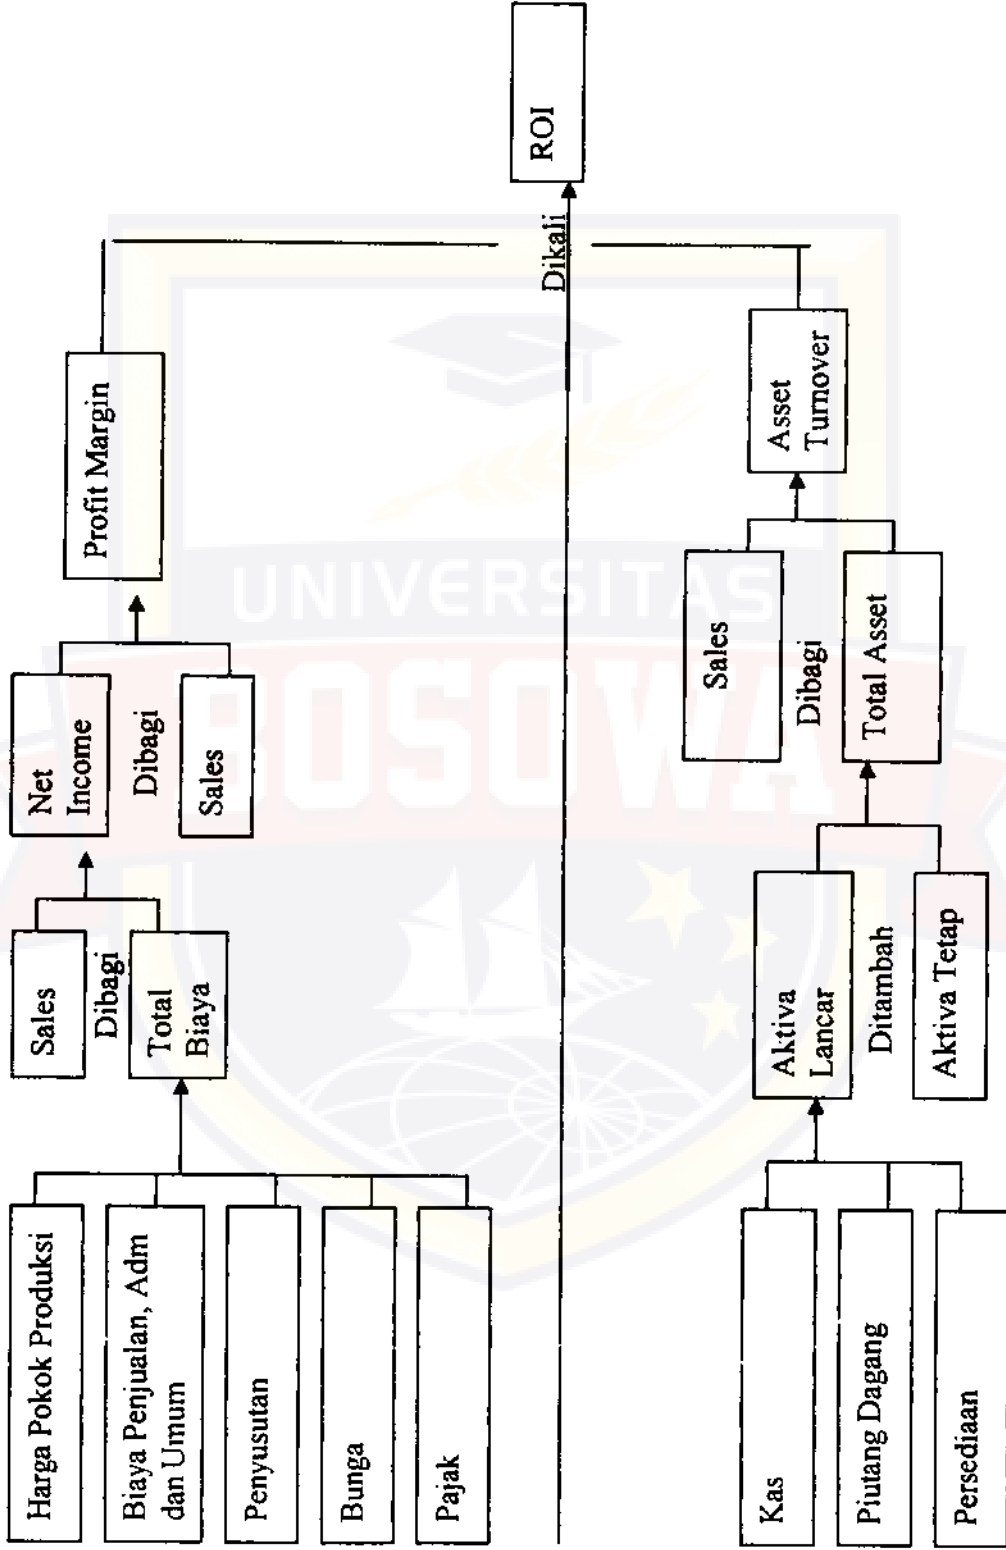 Harga Pokok Produksi
Biaya Penjualan, Adm
dan Umum
Penyusutan
Bunga
Pajak
Sales
Dibagi
Total
Biaya
Net
Income
Dibagi
Sales
Profit Margin
Dikali
ROI
Kas
Piutang Dagang
Persediaan
Aktiva
Lancar
Ditambah
Aktiva Tetap
Sales
Dibagi
Total Asset
Asset
Turnover
UNIVERSITAS
BOSOWA